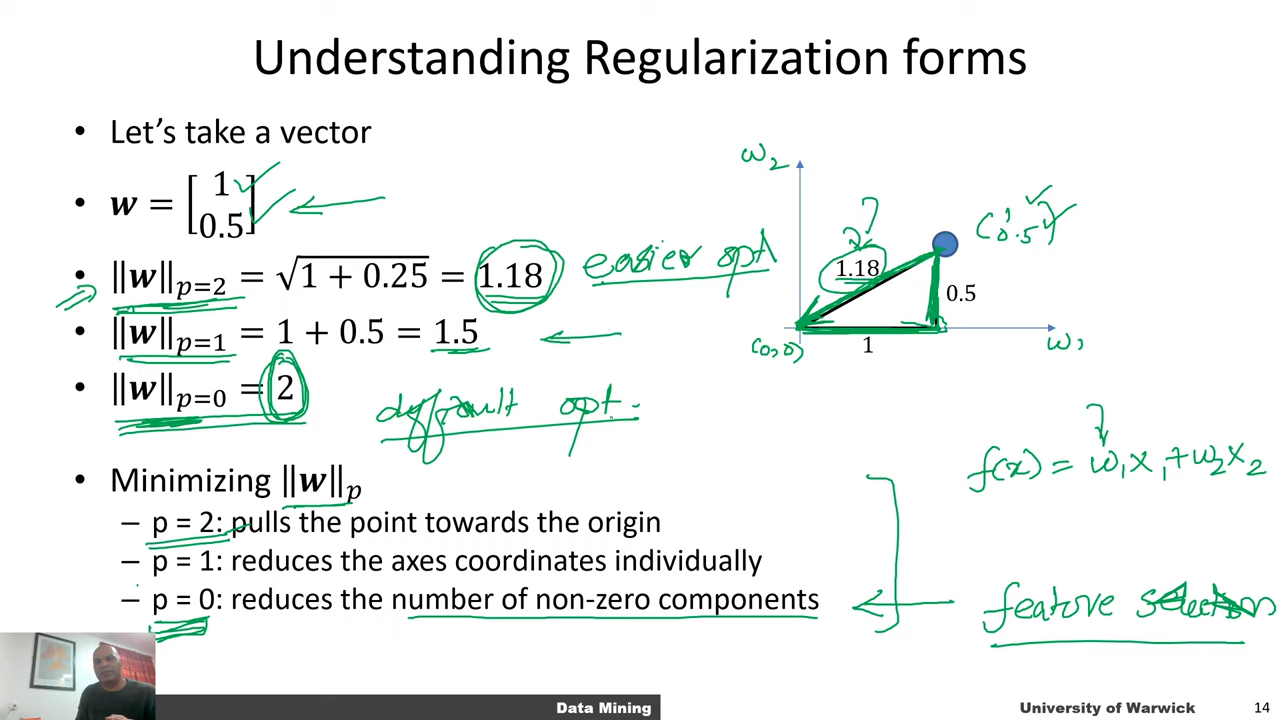 Understanding Regularization forms
• Let's take a vector
• w = [1 0.5]
• ‖w‖p=2 = √1 + 0.25 = 1.18 easier opt
• ‖w‖p=1 = 1 + 0.5 = 1.5
• ‖w‖p=0 = 2
opt.
• Minimizing ‖w‖p
– p = 2: pulls the point towards the origin
– p = 1: reduces the axes coordinates individually
– p = 0: reduces the number of non-zero components
w2
(1 0.5)
1.18
0.5
(0,0)
1
w1
f(x) = w1x1+w2x2
feature selection
Data Mining
University of Warwick
14